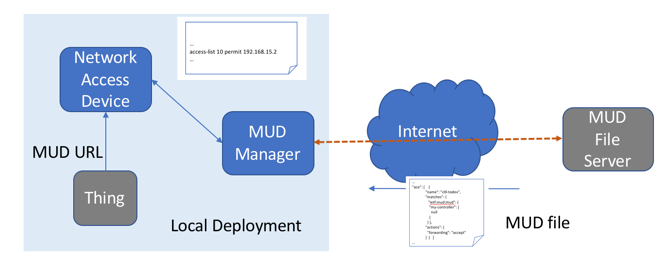 ...
access-list 10 permit 192.168.15.2
...
Network
Access
Device
MUD URL
Thing
MUD
Manager
Local Deployment
Internet
MUD
File
Server
MUD file
...
"ace": [ {
"name": "cl0-todev",
"matches": {
"ietf-mud:mud": {
"my-controller": [
null
]
} },
"actions": {
"forwarding": "accept"
} } ]
...